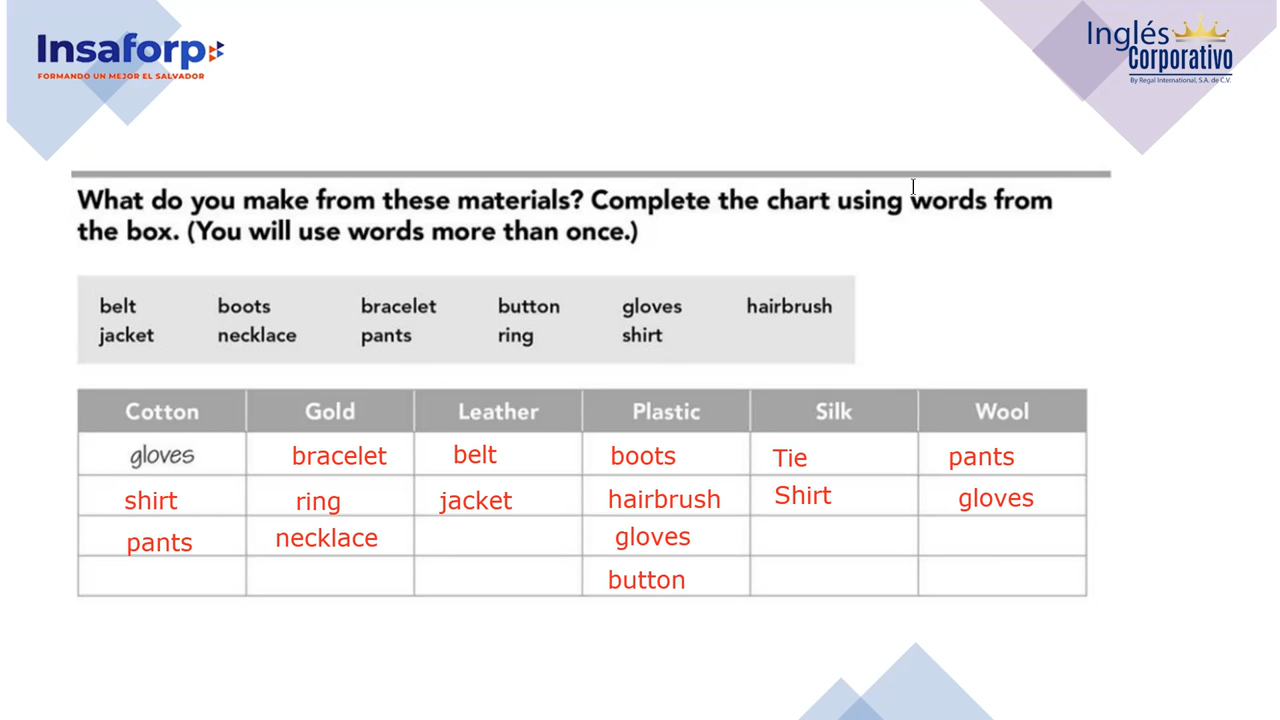 Insaforp
FORMANDO UN MEJOR EL SALVADOR
Inglés
Corporativo
By Regal International, S.A. de C.V.
What do you make from these materials? Complete the chart using words from
the box. (You will use words more than once.)
belt boots bracelet button gloves hairbrush
jacket necklace pants ring shirt
Cotton Gold Leather Plastic Silk Wool
gloves bracelet belt boots Tie pants
shirt ring jacket hairbrush Shirt gloves
pants necklace gloves
button